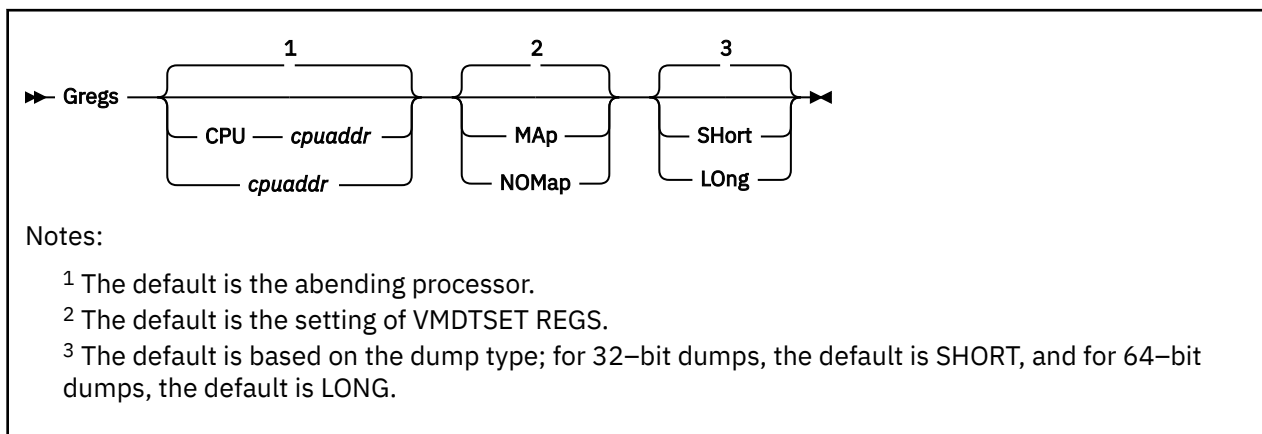 1 2 3
Gregs
CPU cpuaddr MAp SHort
cpuaddr NOMap LOng
Notes:
1 The default is the abending processor.
2 The default is the setting of VMDTSET REGS.
3 The default is based on the dump type; for 32–bit dumps, the default is SHORT, and for 64–bit
dumps, the default is LONG.